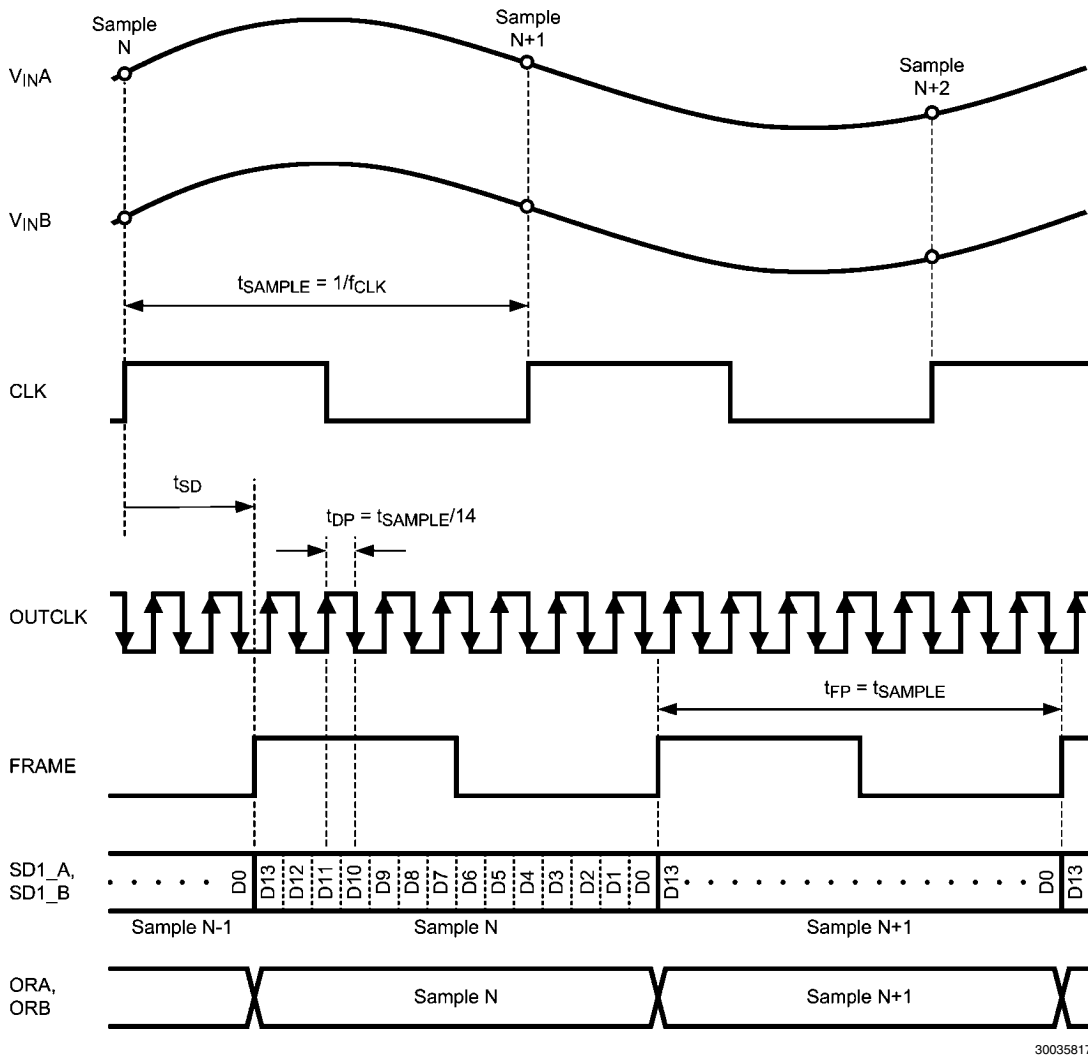 Sample
N
Sample
N+1
Sample
N+2
VINA
VINB
tSAMPLE = 1/fCLK
CLK
tSD
tDP = tSAMPLE/14
OUTCLK
tFP = tSAMPLE
FRAME
SD1_A,
SD1_B
D0 D13 D12 D11 D10 D9 D8 D7 D6 D5 D4 D3 D2 D1 D0 D13 D0 D13
Sample N-1 Sample N Sample N+1
ORA,
ORB
Sample N Sample N+1
30035817